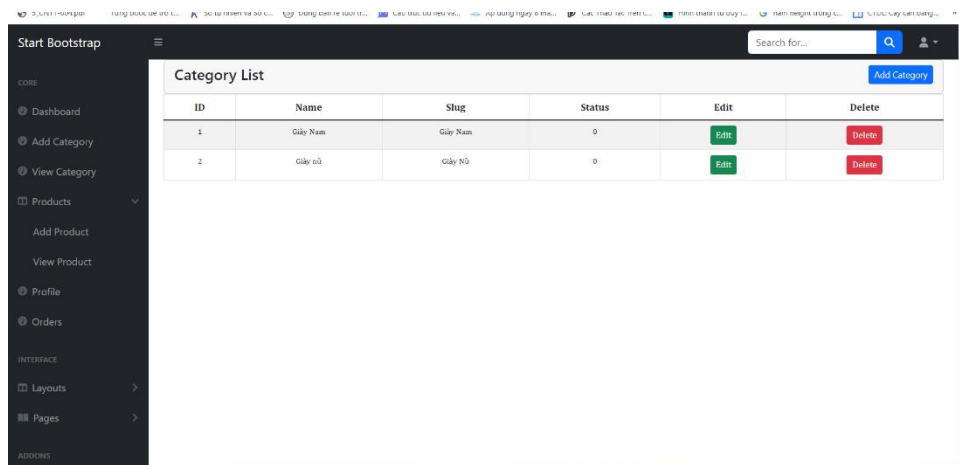 Start Bootstrap
Search for...
CORE
Dashboard
Add Category
View Category
Products
Add Product
View Product
Profile
Orders
INTERFACE
Layouts
Pages
ADDONS
Category List
Add Category
ID Name Slug Status Edit Delete
1 Giày Nam Giày Nam 0 Edit Delete
2 Giày nữ Giày Nữ 0 Edit Delete